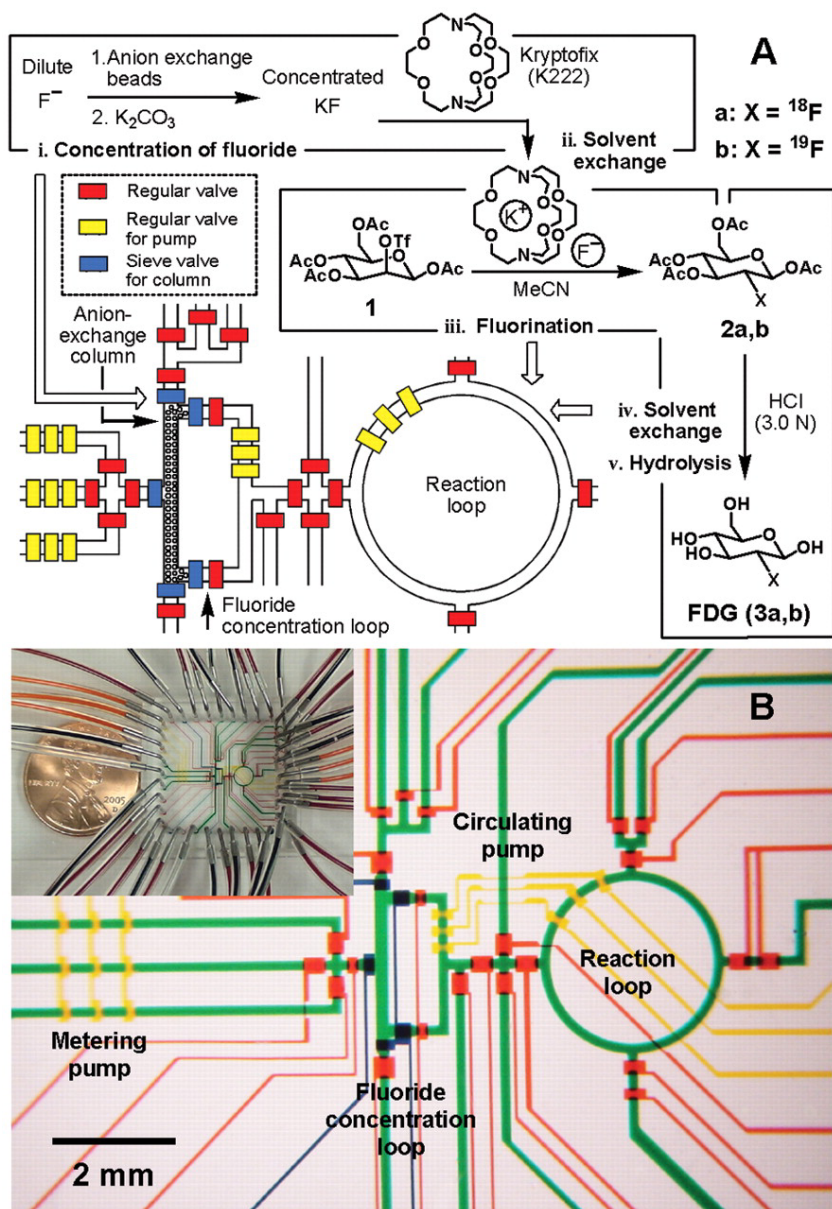 A
Dilute
F⁻
1.Anion exchange
beads
2. K₂CO₃
Concentrated
KF
N
O O O
O O O
N
Kryptofix
(K222)
a: X = ¹⁸F
b: X = ¹⁹F
i. Concentration of fluoride
ii. Solvent
exchange
Regular valve
Regular valve
for pump
Sieve valve
for column
OAc
OTf
AcO
AcO
O
OAc
1
N
O O O
K⁺
O O O
N
F⁻
MeCN
OAc
AcO
AcO
O
OAc
X
2a,b
iii. Fluorination
Anion-
exchange
column
HCl
(3.0 N)
iv. Solvent
exchange
v. Hydrolysis
Reaction
loop
Fluoride
concentration loop
OH
HO
HO
O
OH
X
FDG (3a,b)
B
LIBERTY
2005
Circulating
pump
Reaction
loop
Metering
pump
Fluoride
concentration
loop
2 mm